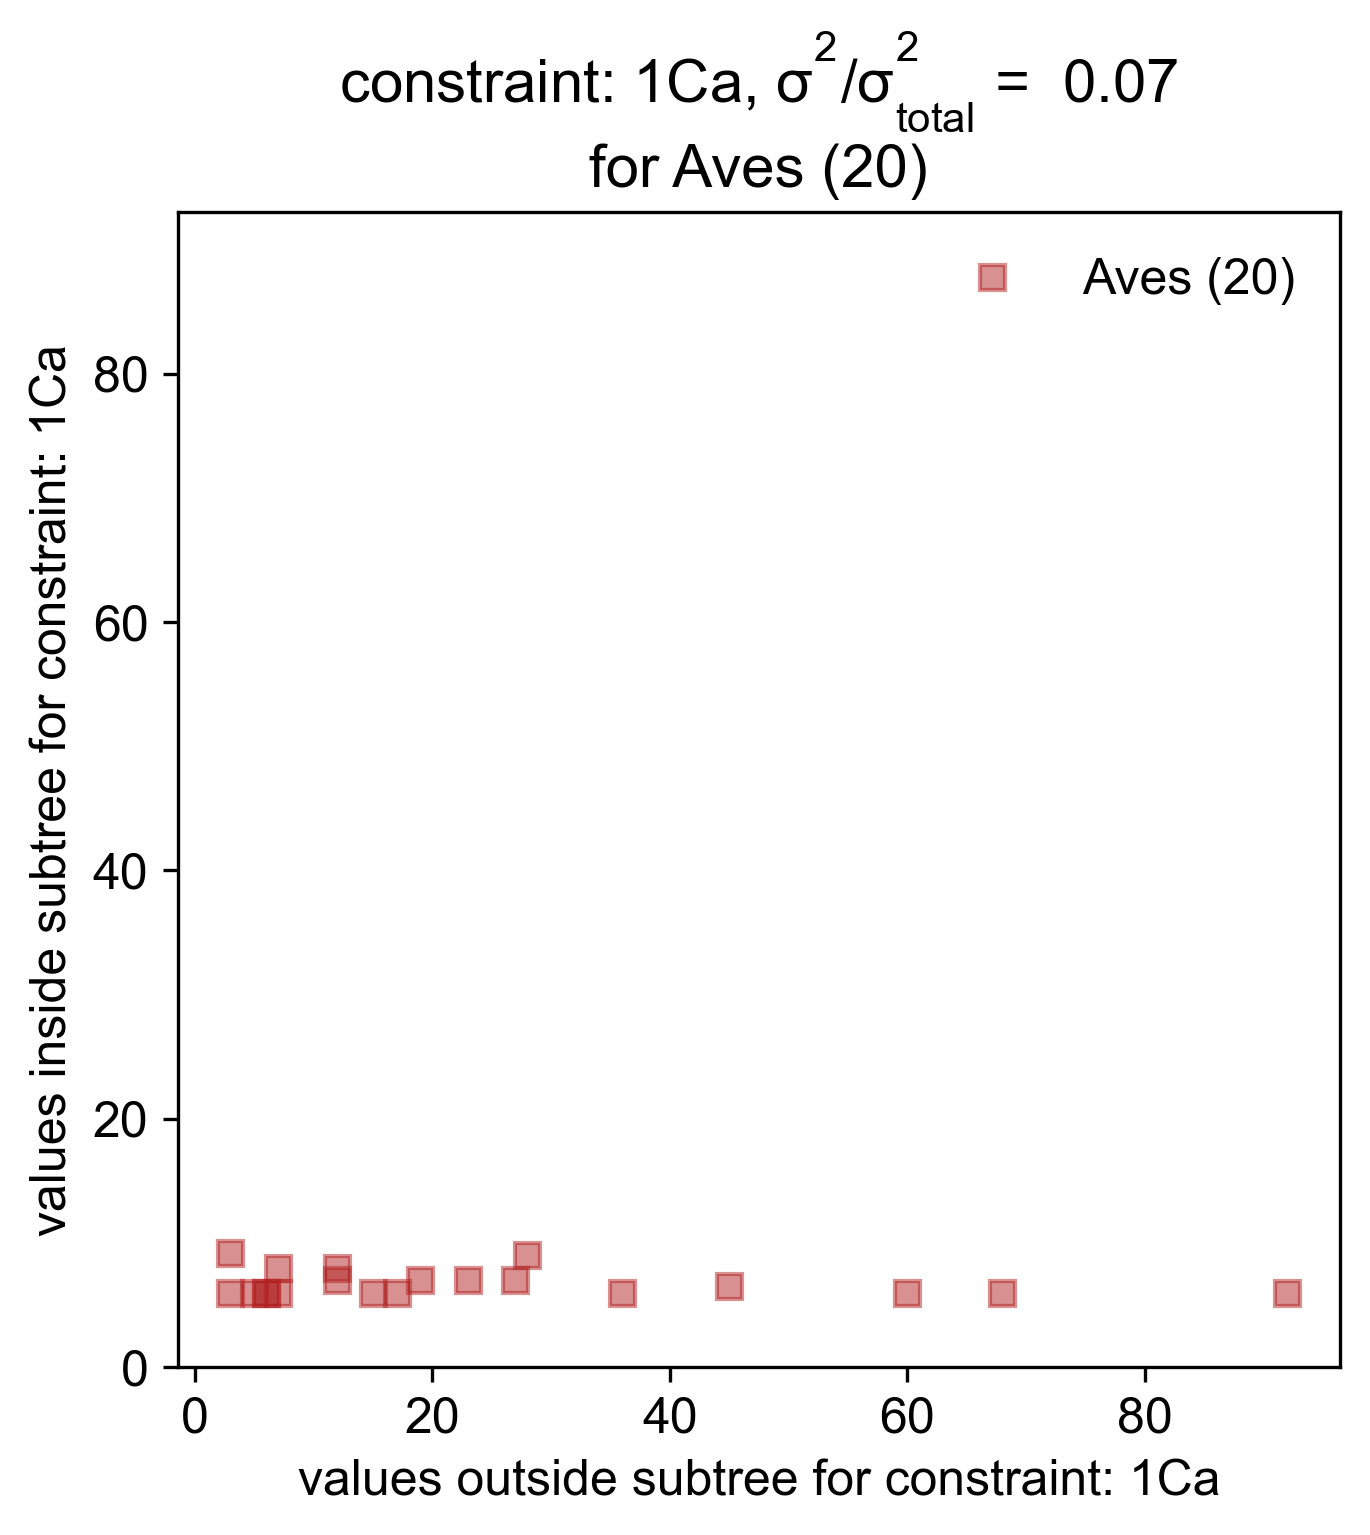 constraint: 1Ca, σ²/σ²total = 0.07
for Aves (20)
Aves (20)
values inside subtree for constraint: 1Ca
80
60
40
20
0
0 20 40 60 80
values outside subtree for constraint: 1Ca